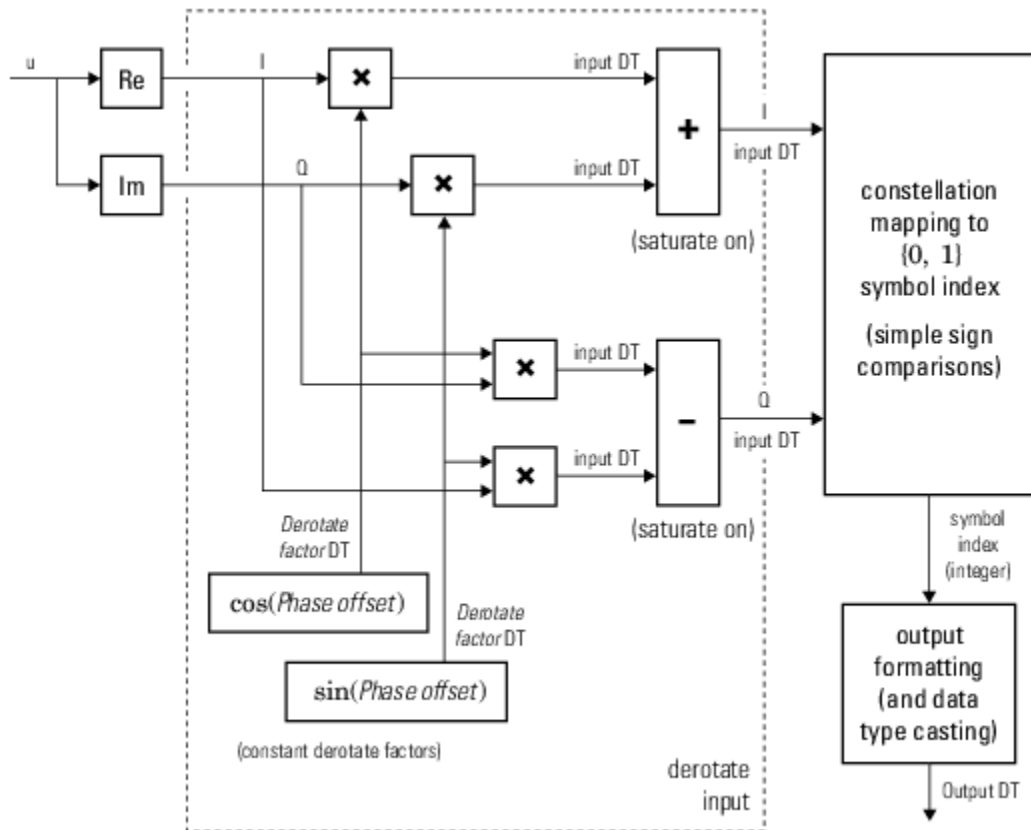 u
Re
I
×
input DT
+
I
input DT
Im
Q
×
input DT
(saturate on)
constellation
mapping to
{0, 1}
symbol index
(simple sign
comparisons)
×
input DT
−
Q
input DT
×
input DT
(saturate on)
Derotate
factor DT
cos(Phase offset)
Derotate
factor DT
sin(Phase offset)
(constant derotate factors)
derotate
input
symbol
index
(integer)
output
formatting
(and data
type casting)
Output DT